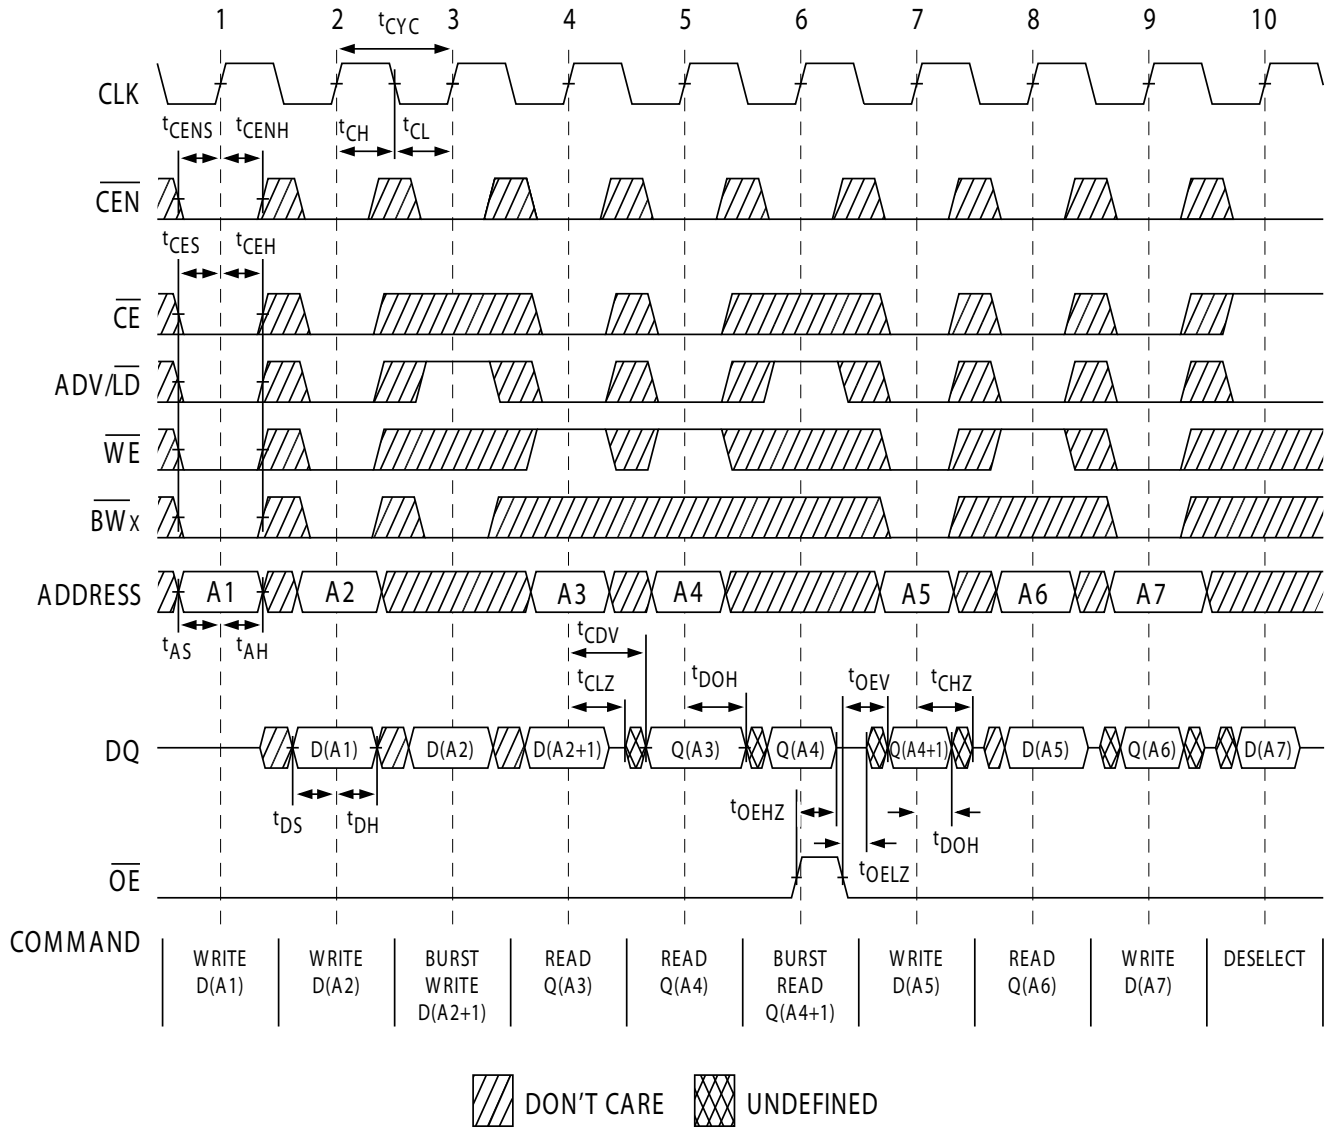 1 2 3 4 5 6 7 8 9 10
tCYC
CLK
tCENS tCENH tCH tCL
CEN
tCES tCEH
CE
ADV/LD
WE
BWx
ADDRESS A1 A2 A3 A4 A5 A6 A7
tAS tAH tCDV
tCLZ tDOH tOEV tCHZ
DQ D(A1) D(A2) D(A2+1) Q(A3) Q(A4) Q(A4+1) D(A5) Q(A6) D(A7)
tDS tDH tOEHZ tDOH
tOELZ
OE
COMMAND
WRITE WRITE BURST READ READ BURST WRITE READ WRITE DESELECT
D(A1) D(A2) WRITE Q(A3) Q(A4) READ D(A5) Q(A6) D(A7)
D(A2+1) Q(A4+1)
DON'T CARE UNDEFINED